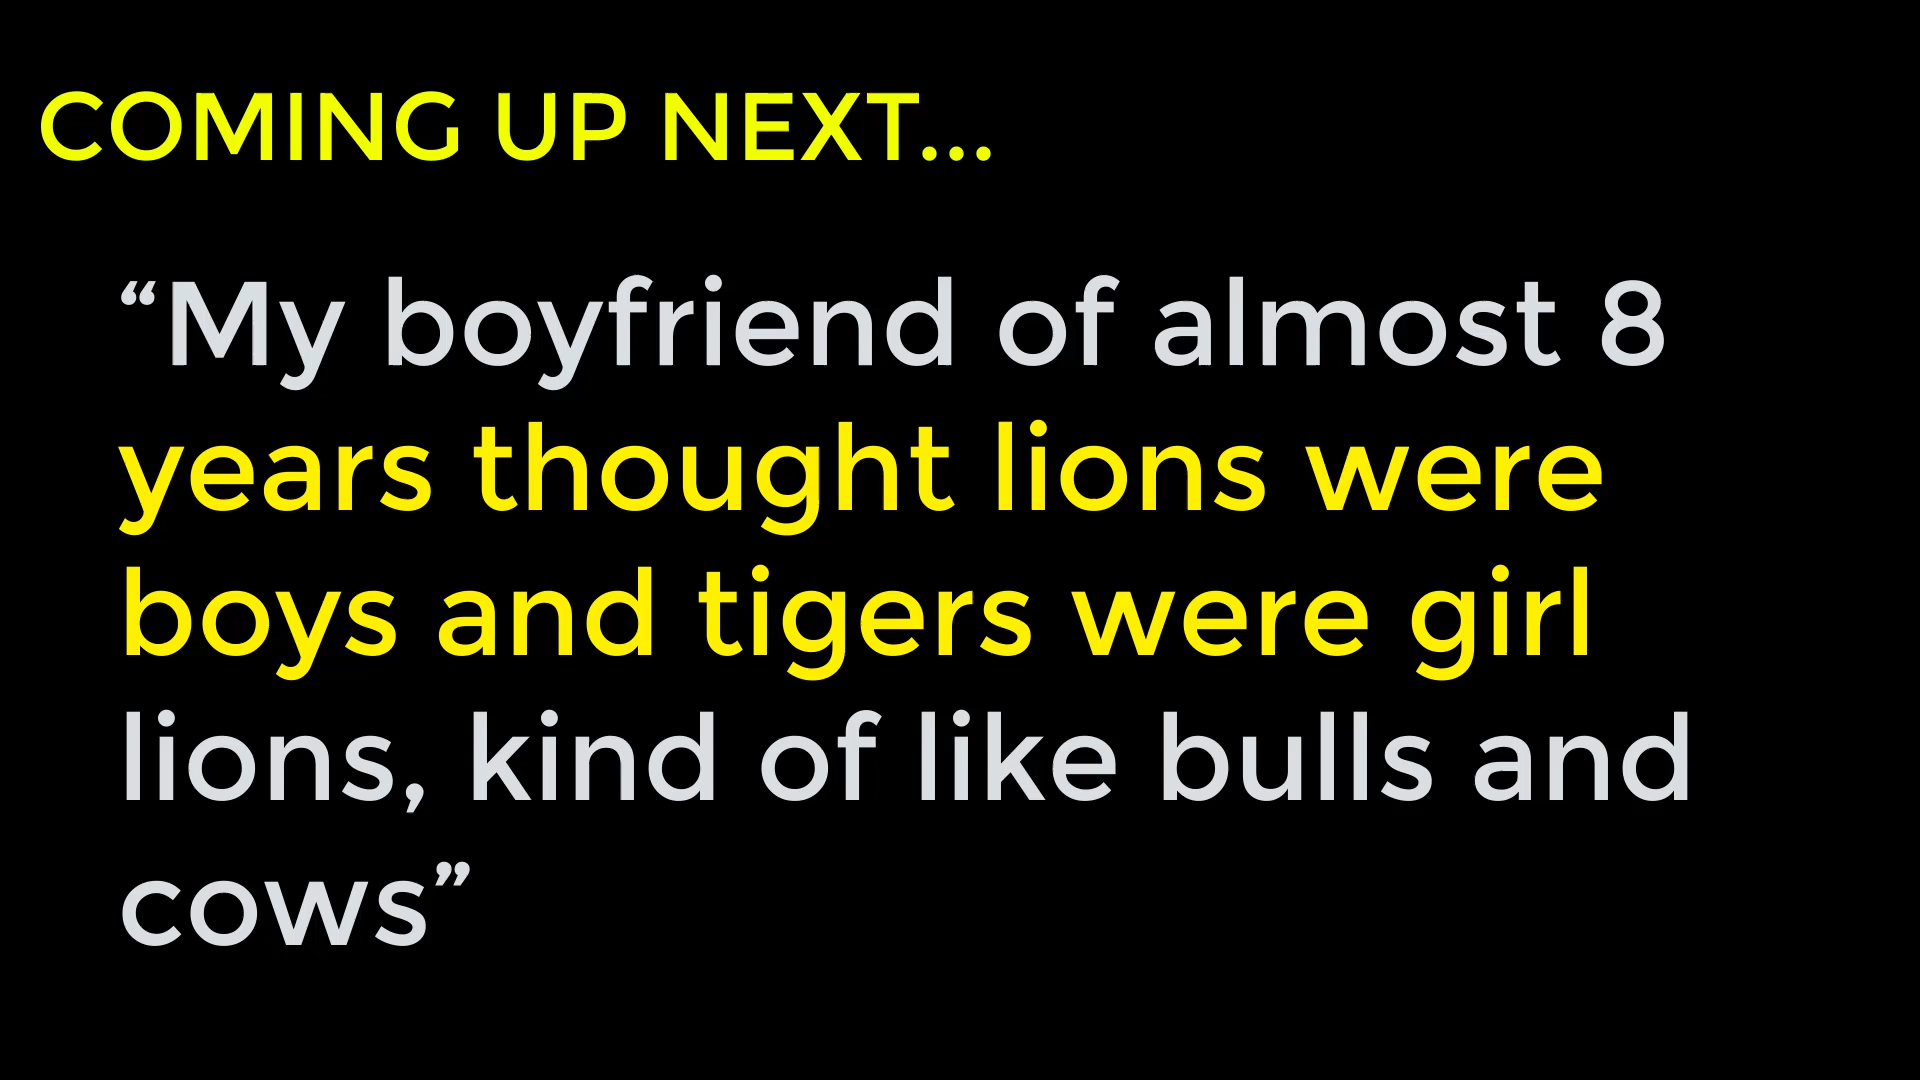 COMING UP NEXT...
“My boyfriend of almost 8
years thought lions were
boys and tigers were girl
lions, kind of like bulls and
cows”